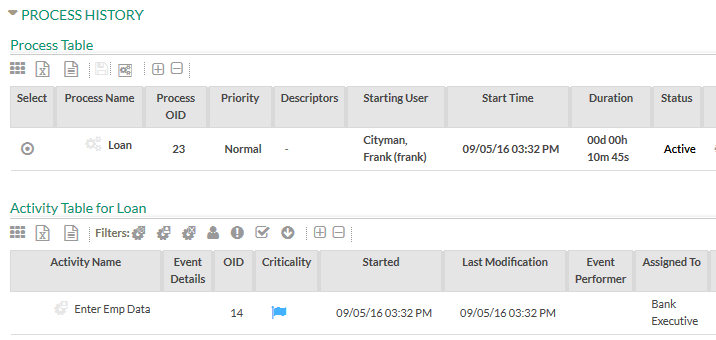 PROCESS HISTORY
Process Table
Select Process Name Process OID Priority Descriptors Starting User Start Time Duration Status
Loan 23 Normal - Cityman, Frank (frank) 09/05/16 03:32 PM 00d 00h 10m 45s Active
Activity Table for Loan
Filters:
Activity Name Event Details OID Criticality Started Last Modification Event Performer Assigned To
Enter Emp Data 14 09/05/16 03:32 PM 09/05/16 03:32 PM Bank Executive